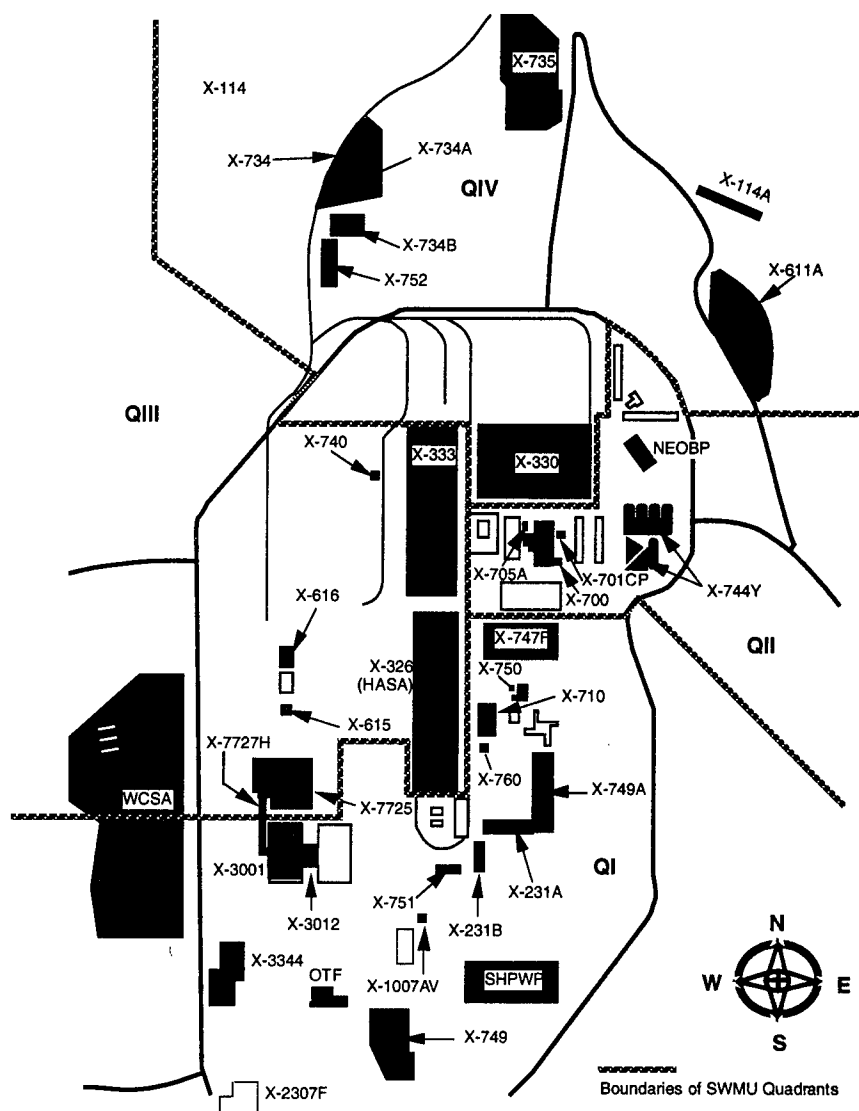 X-735
X-114
X-734
X-734A
QIV
X-114A
X-734B
X-752
X-611A
QIII
X-740
X-333
X-330
NEOBP
X-705A
X-701CP
X-700
X-744Y
X-616
X-747F
QII
X-326
(HASA)
X-750
X-710
X-615
X-7727H
X-760
X-749A
WCSA
X-7725
X-3001
X-231A
QI
X-3012
X-751
X-231B
N
X-3344
OTF
X-1007AV
SHPWP
W
E
S
X-749
X-2307F
Boundaries of SWMU Quadrants